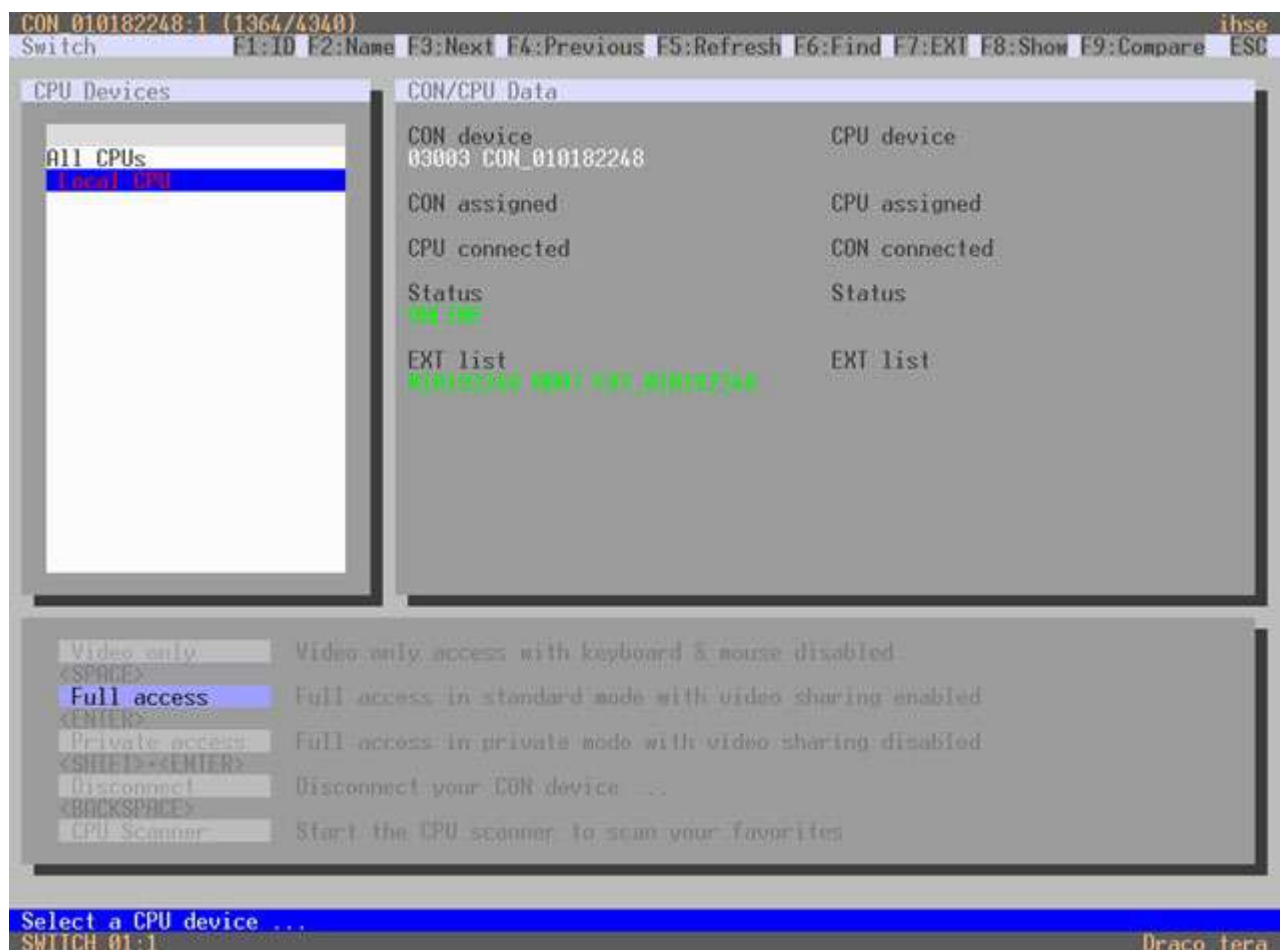 CON_010182248:1 (1364/4340) ihse
Switch F1:ID F2:Name F3:Next F4:Previous F5:Refresh F6:Find F7:EXT F8:Show F9:Compare ESC
CPU Devices
All CPUs
Local CPU
CON/CPU Data
CON device CPU device
03003 CON_010182248
CON assigned CPU assigned
CPU connected CON connected
Status Status
ONLINE
EXT list EXT list
Video only Video only access with keyboard & mouse disabled
<SPACE>
Full access Full access in standard mode with video sharing enabled
<ENTER>
Private access Full access in private mode with video sharing disabled
<SHIFT>+<ENTER>
Disconnect Disconnect your CON device ...
<BACKSPACE>
CPU Scanner Start the CPU scanner to scan your favorites
Select a CPU device ...
SWITCH_01:1 Draco tera